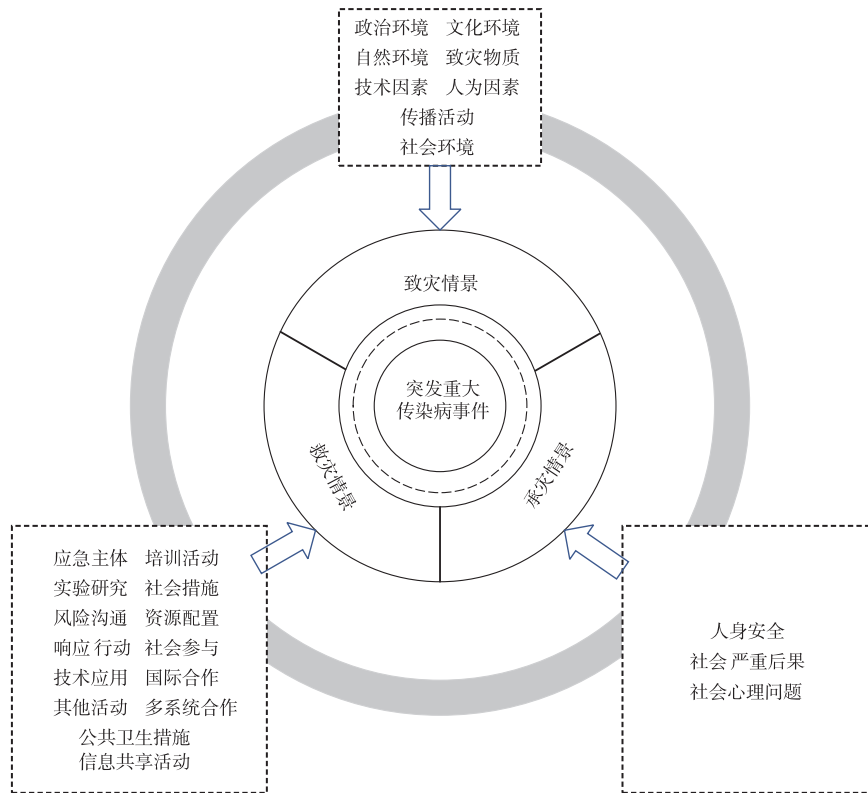 政治环境 文化环境
自然环境 致灾物质
技术因素 人为因素
传播活动
社会环境
致灾情景
突发重大
传染病事件
救灾情景
承灾情景
应急主体 培训活动
实验研究 社会措施
风险沟通 资源配置
响应行动 社会参与
技术应用 国际合作
其他活动 多系统合作
公共卫生措施
信息共享活动
人身安全
社会严重后果
社会心理问题